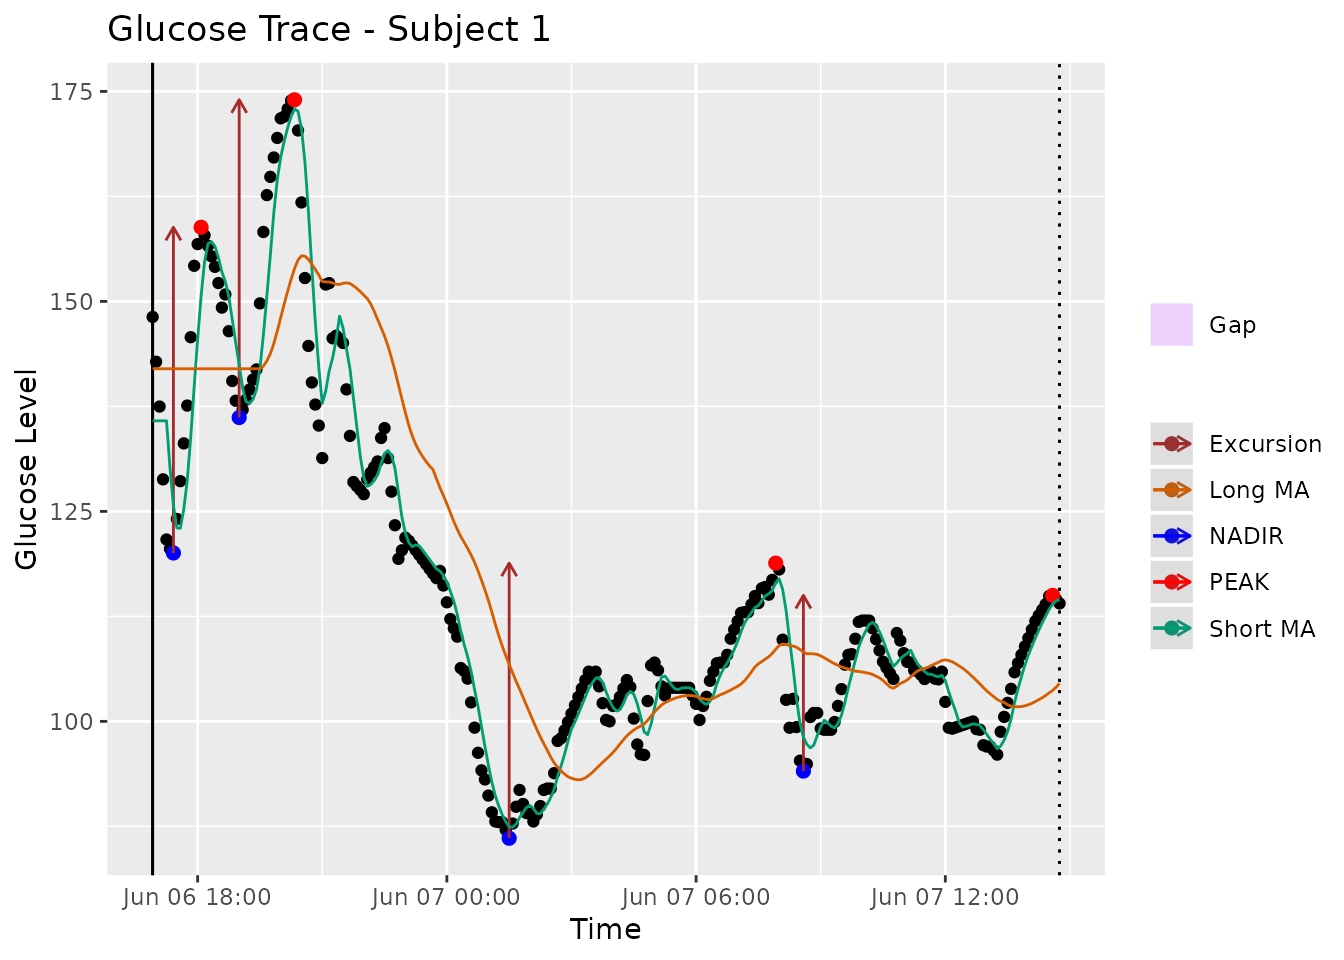 Glucose Trace - Subject 1
Glucose Level
175
150
125
100
Jun 06 18:00
Jun 07 00:00
Jun 07 06:00
Jun 07 12:00
Time
Gap
Excursion
Long MA
NADIR
PEAK
Short MA